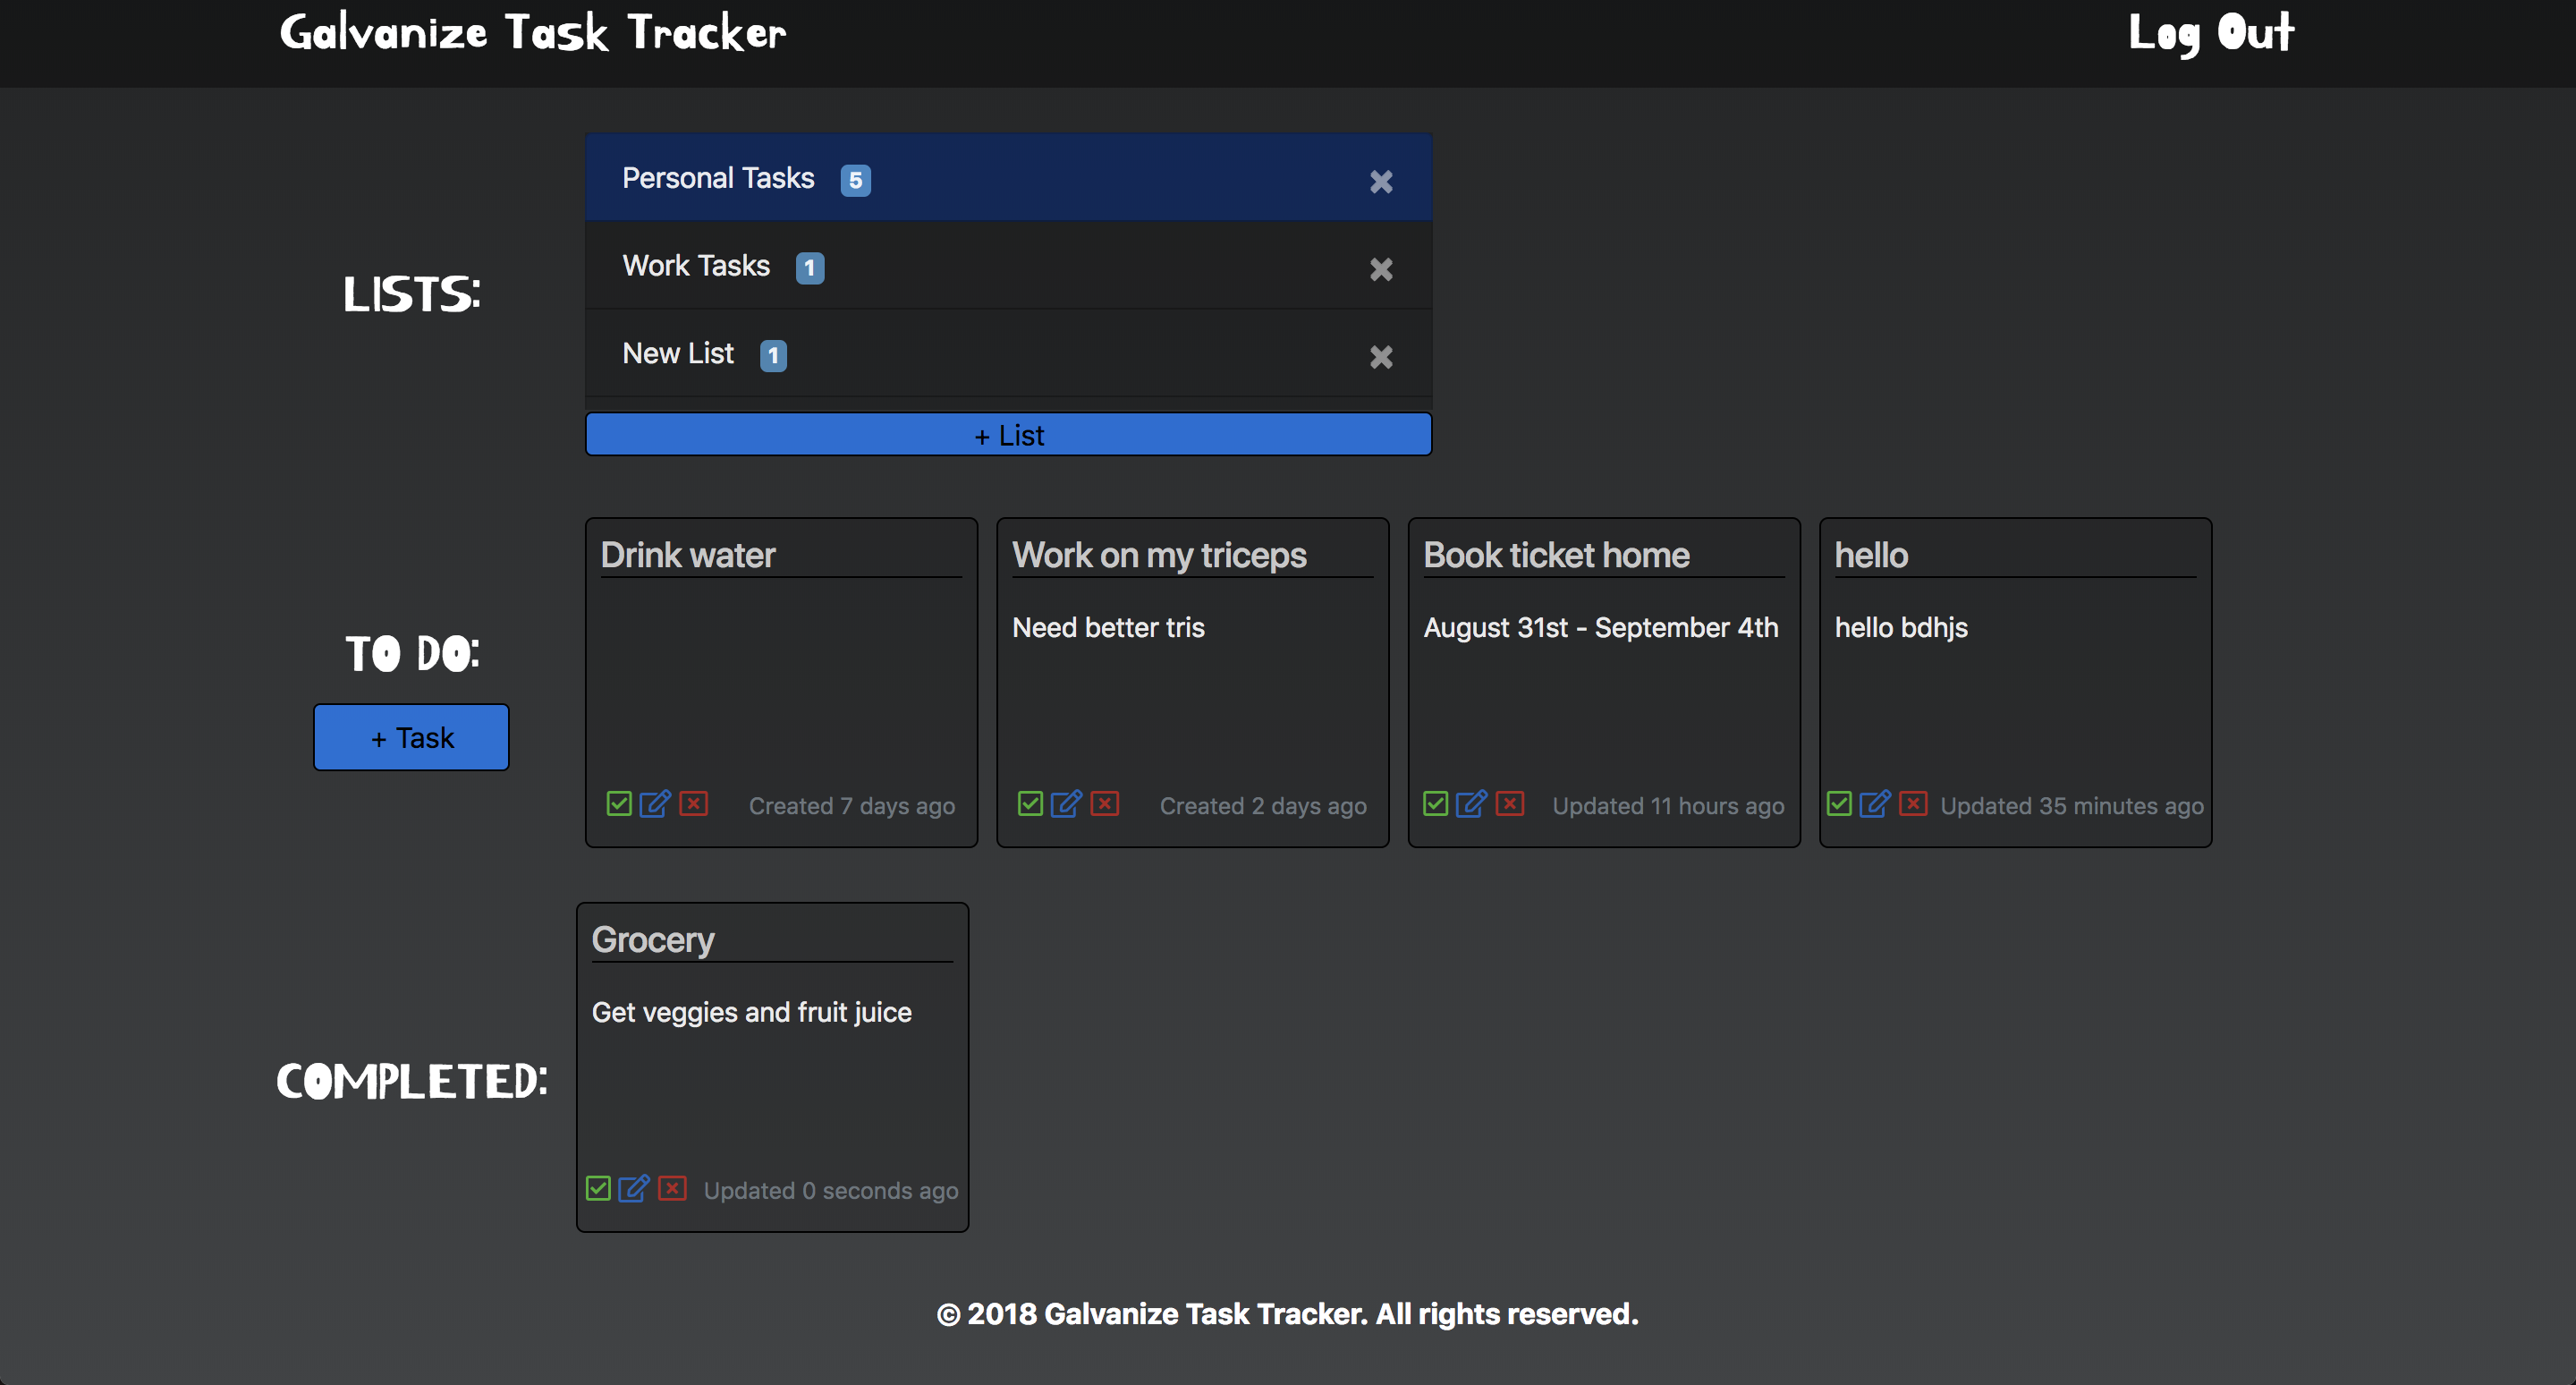 Galvanize Task Tracker
Log Out
LISTS:
Personal Tasks 5
Work Tasks 1
New List 1
+ List
TO DO:
+ Task
Drink water
Created 7 days ago
Work on my triceps
Need better tris
Created 2 days ago
Book ticket home
August 31st - September 4th
Updated 11 hours ago
hello
hello bdhjs
Updated 35 minutes ago
COMPLETED:
Grocery
Get veggies and fruit juice
Updated 0 seconds ago
© 2018 Galvanize Task Tracker. All rights reserved.